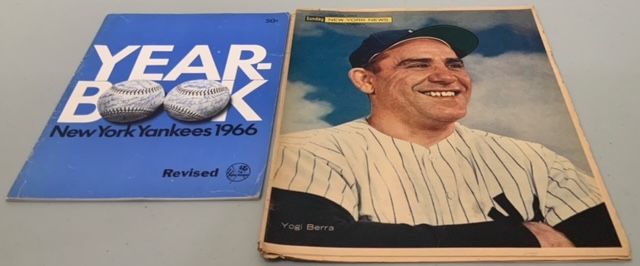 50¢
YEAR-
BOOK
New York Yankees 1966
Revised
Sunday NEW YORK NEWS
Yogi Berra